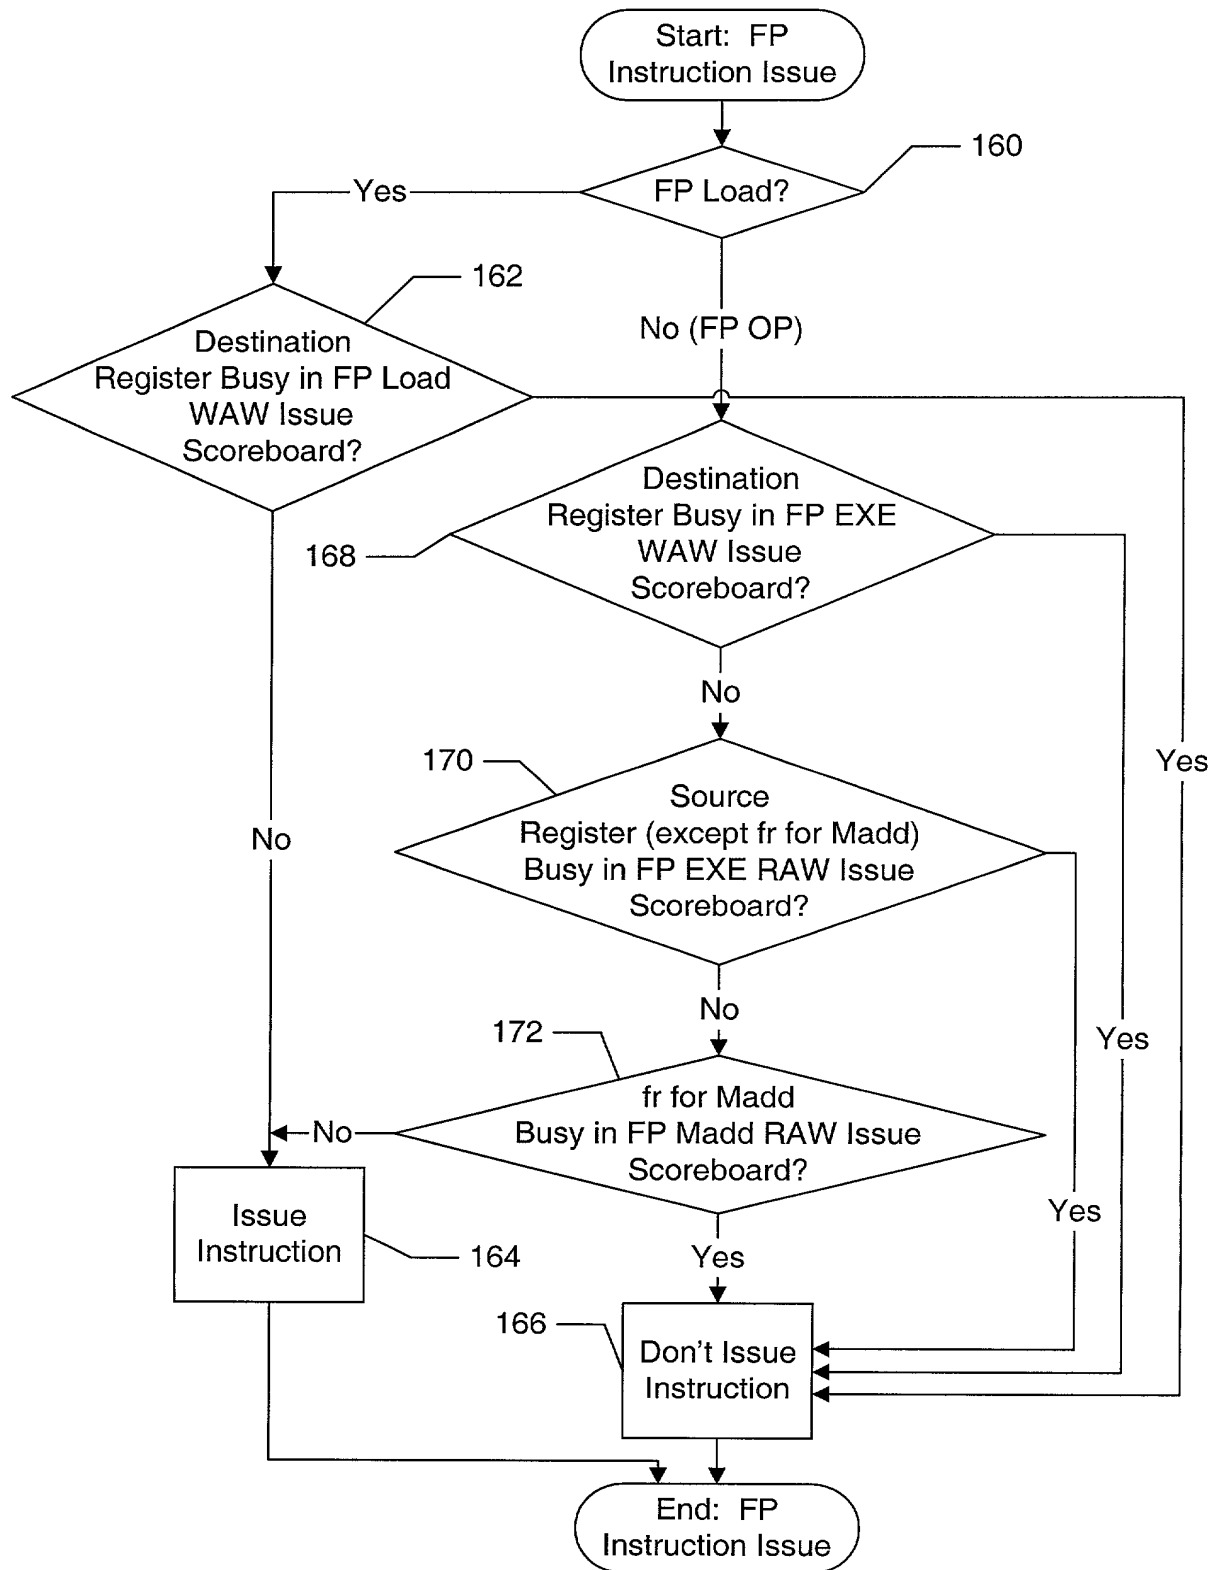 Start: FP
Instruction Issue
160
FP Load?
Yes
162
No (FP OP)
Destination
Register Busy in FP Load
WAW Issue
Scoreboard?
Destination
Register Busy in FP EXE
WAW Issue
Scoreboard?
168
No
Yes
170
Source
Register (except fr for Madd)
Busy in FP EXE RAW Issue
Scoreboard?
No
No
172
Yes
fr for Madd
Busy in FP Madd RAW Issue
Scoreboard?
No
Issue
Instruction
164
Yes
Yes
166
Don't Issue
Instruction
End: FP
Instruction Issue